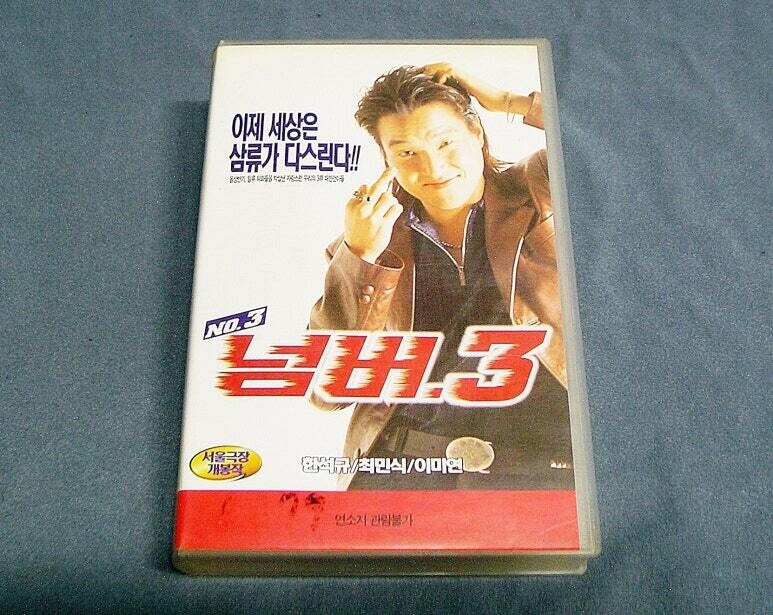 이제 세상은
삼류가 다스린다!!
NO.3
넘버.3
서울극장
개봉작
한석규/최민식/이미연
연소자 관람불가